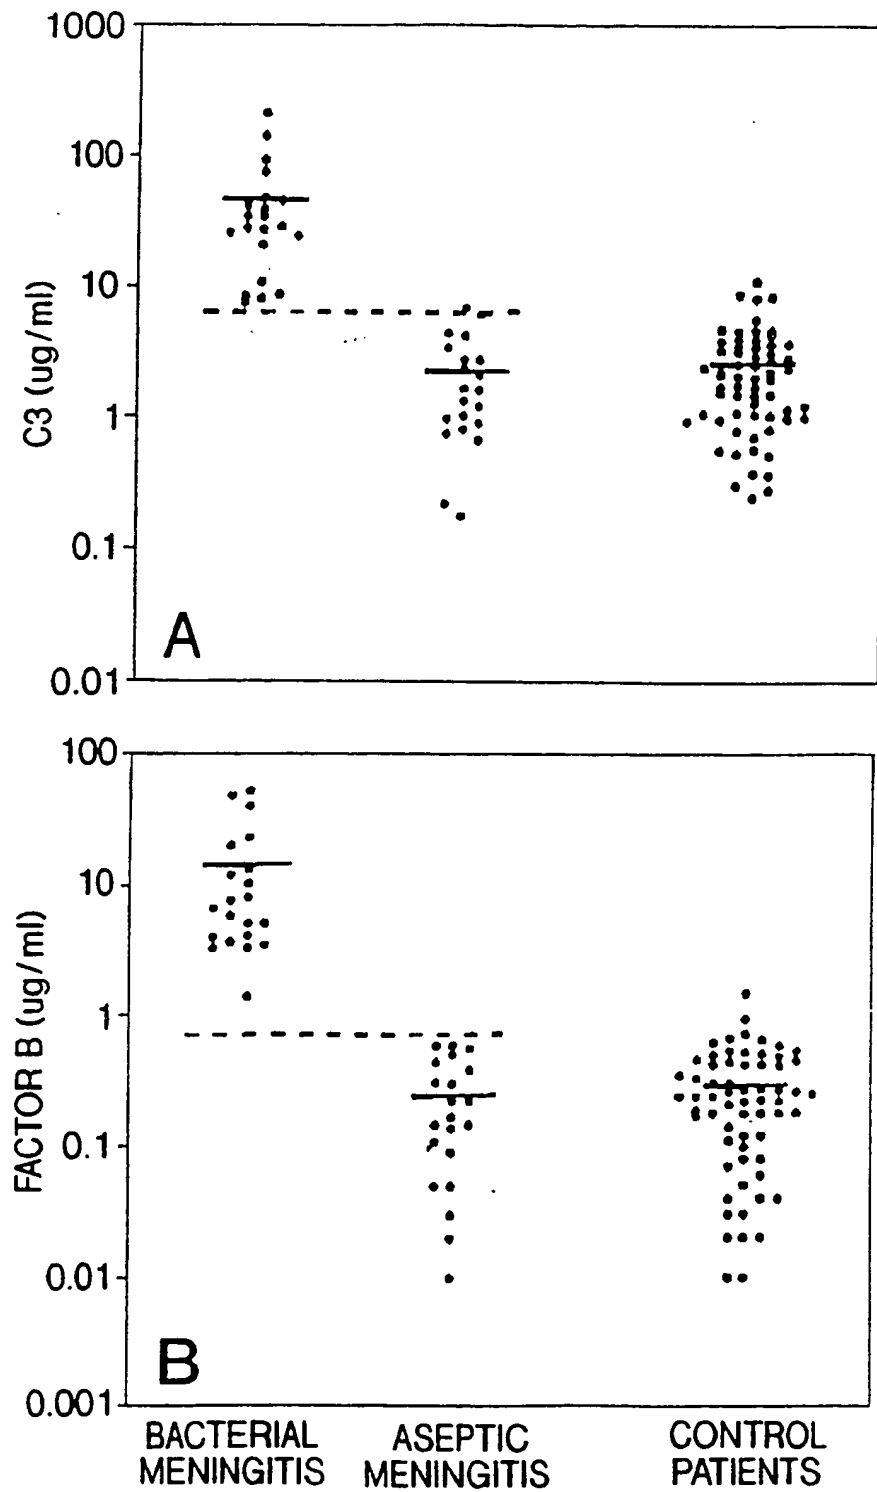 1000
100
10
1
0.1
0.01
C3 (ug/ml)
A
100
10
1
0.1
0.01
0.001
FACTOR B (ug/ml)
B
BACTERIAL
MENINGITIS
ASEPTIC
MENINGITIS
CONTROL
PATIENTS